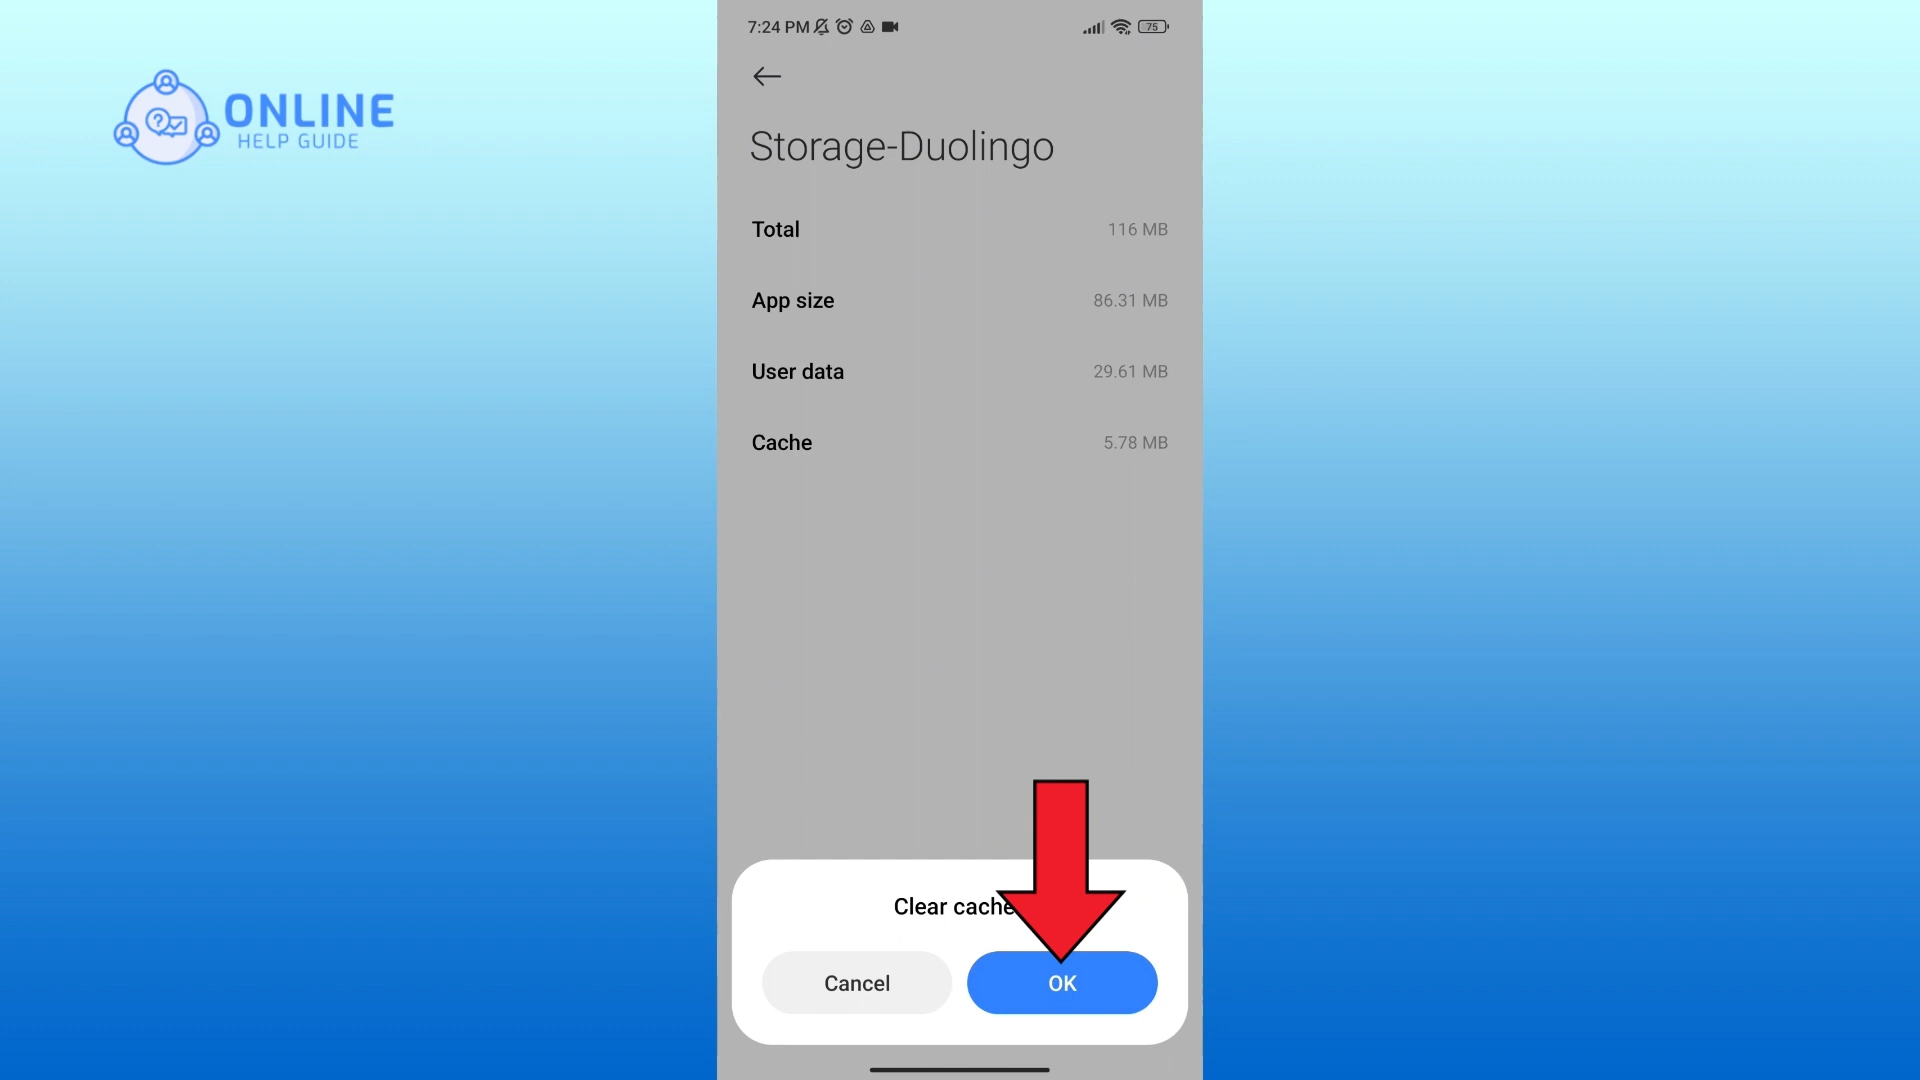 7:24 PM
75
ONLINE
HELP GUIDE
Storage-Duolingo
Total 116 MB
App size 86.31 MB
User data 29.61 MB
Cache 5.78 MB
Clear cache
Cancel OK